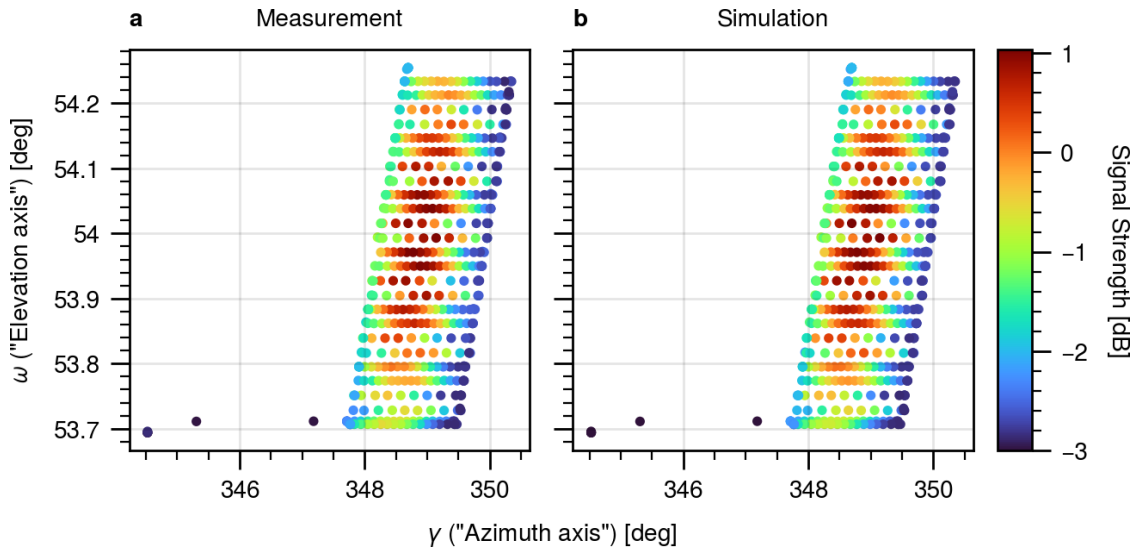 a Measurement
b Simulation
54.2
54.1
54
53.9
53.8
53.7
ω ("Elevation axis") [deg]
346 348 350
346 348 350
γ ("Azimuth axis") [deg]
1
0
−1
−2
−3
Signal Strength [dB]